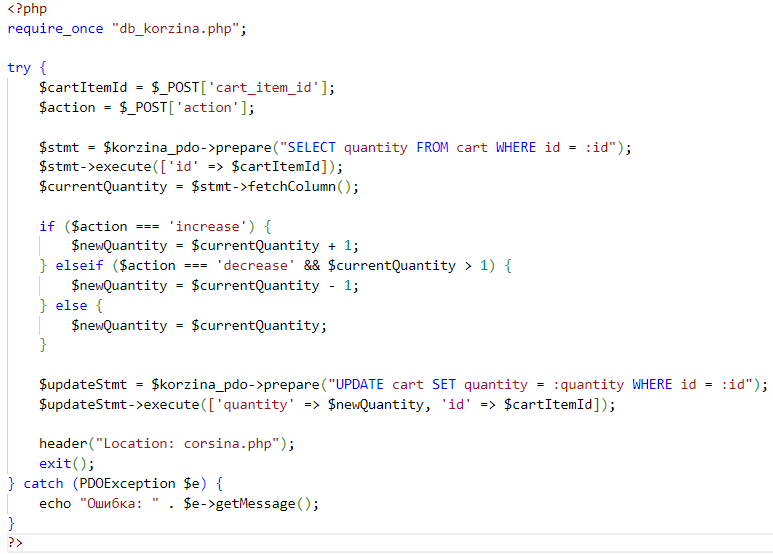 <?php
require_once "db_korzina.php";

try {
    $cartItemId = $_POST['cart_item_id'];
    $action = $_POST['action'];

    $stmt = $korzina_pdo->prepare("SELECT quantity FROM cart WHERE id = :id");
    $stmt->execute(['id' => $cartItemId]);
    $currentQuantity = $stmt->fetchColumn();

    if ($action === 'increase') {
        $newQuantity = $currentQuantity + 1;
    } elseif ($action === 'decrease' && $currentQuantity > 1) {
        $newQuantity = $currentQuantity - 1;
    } else {
        $newQuantity = $currentQuantity;
    }

    $updateStmt = $korzina_pdo->prepare("UPDATE cart SET quantity = :quantity WHERE id = :id");
    $updateStmt->execute(['quantity' => $newQuantity, 'id' => $cartItemId]);

    header("Location: corsina.php");
    exit();
} catch (PDOException $e) {
    echo "Ошибка: " . $e->getMessage();
}
?>